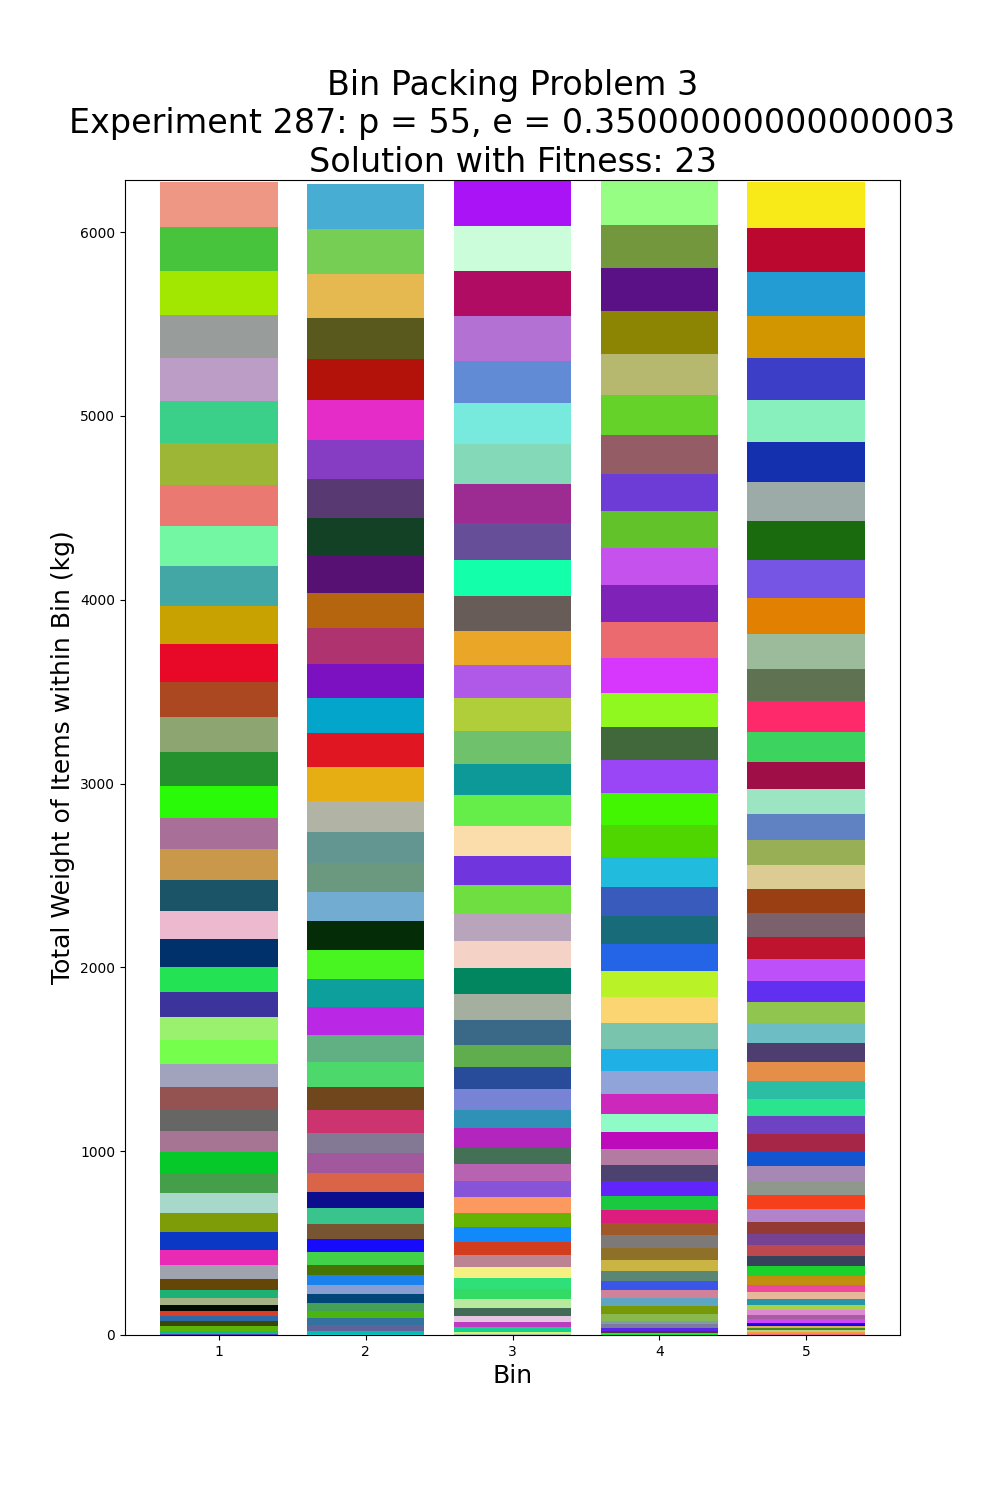 Bin Packing Problem 3
Experiment 287: p = 55, e = 0.35000000000000003
Solution with Fitness: 23
Total Weight of Items within Bin (kg)
6000
5000
4000
3000
2000
1000
0
1 2 3 4 5
Bin